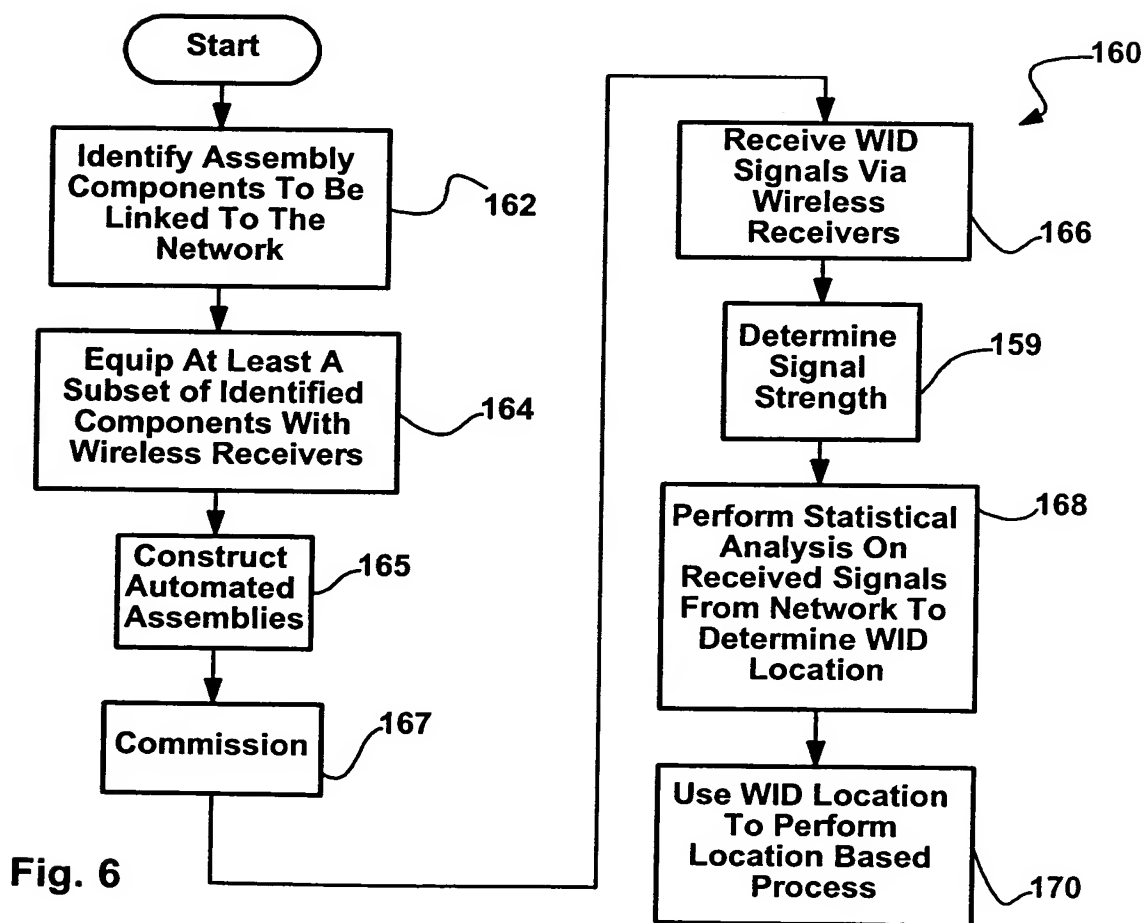 Start
Identify Assembly
Components To Be
Linked To The
Network
162
Equip At Least A
Subset of Identified
Components With
Wireless Receivers
164
Construct
Automated
Assemblies
165
Commission
167
160
Receive WID
Signals Via
Wireless
Receivers
166
Determine
Signal
Strength
159
Perform Statistical
Analysis On
Received Signals
From Network To
Determine WID
Location
168
Use WID Location
To Perform
Location Based
Process
170
Fig. 6